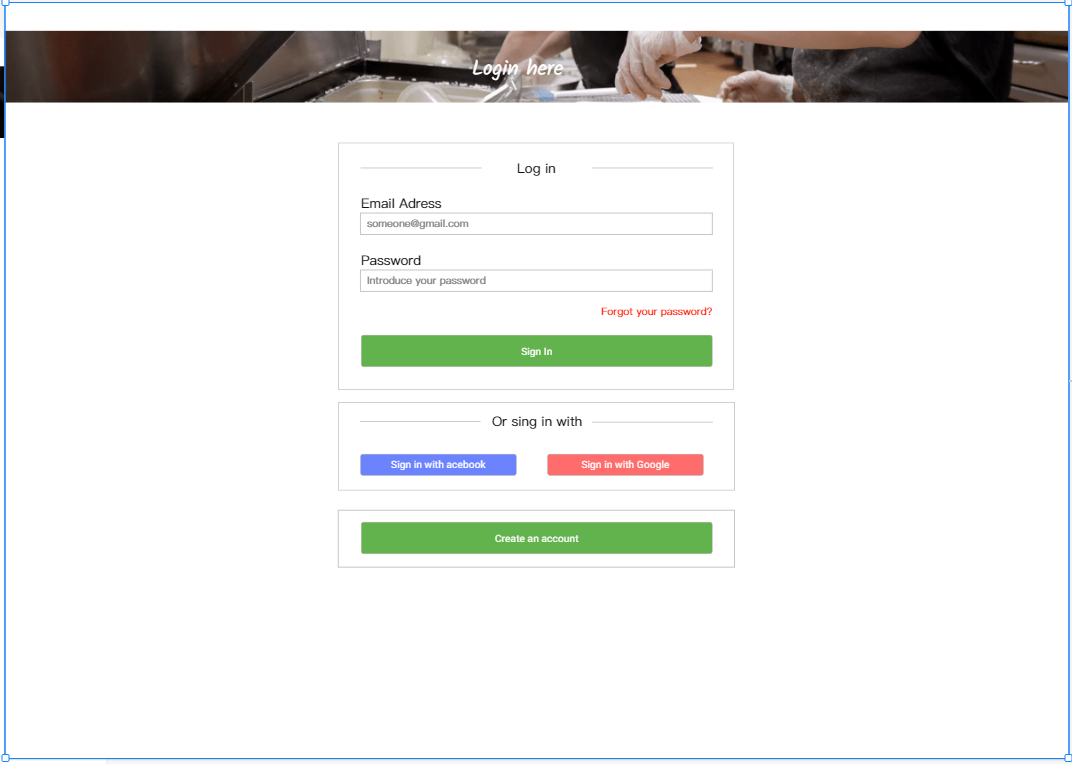 Login here
Log in
Email Adress
someone@gmail.com
Password
Introduce your password
Forgot your password?
Sign In
Or sing in with
Sign in with acebook
Sign in with Google
Create an account